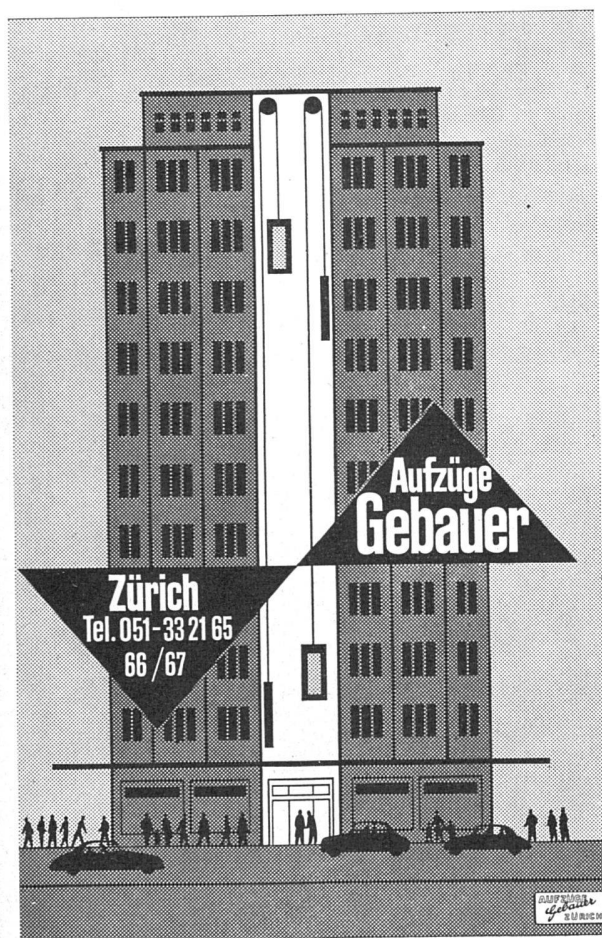 Aufzüge
Gebauer
Zürich
Tel. 051-33 21 65
66/67
AUFZÜGE
Gebauer
ZÜRICH